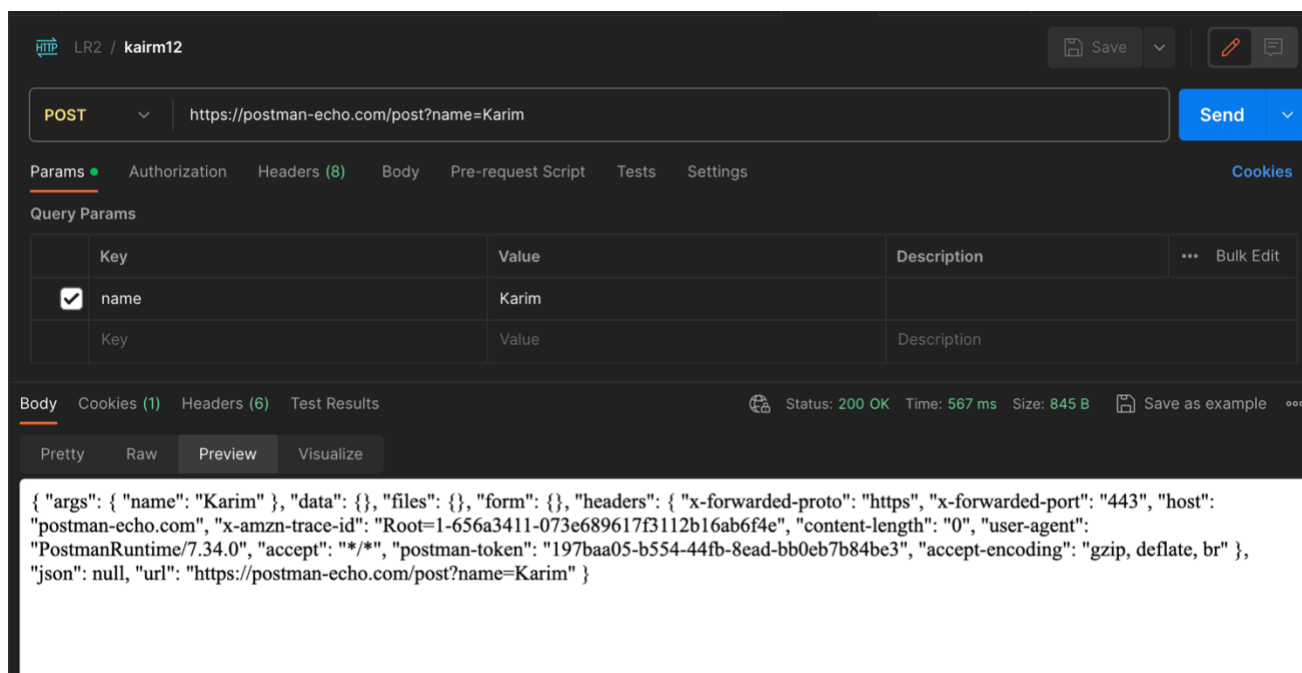 HTTP LR2 / kairm12 Save
POST https://postman-echo.com/post?name=Karim Send
Params Authorization Headers (8) Body Pre-request Script Tests Settings Cookies
Query Params
Key Value Description ••• Bulk Edit
name Karim
Key Value Description
Body Cookies (1) Headers (6) Test Results Status: 200 OK Time: 567 ms Size: 845 B Save as example
Pretty Raw Preview Visualize
{ "args": { "name": "Karim" }, "data": {}, "files": {}, "form": {}, "headers": { "x-forwarded-proto": "https", "x-forwarded-port": "443", "host":
"postman-echo.com", "x-amzn-trace-id": "Root=1-656a3411-073e689617f3112b16ab6f4e", "content-length": "0", "user-agent":
"PostmanRuntime/7.34.0", "accept": "*/*", "postman-token": "197baa05-b554-44fb-8ead-bb0eb7b84be3", "accept-encoding": "gzip, deflate, br" },
"json": null, "url": "https://postman-echo.com/post?name=Karim" }